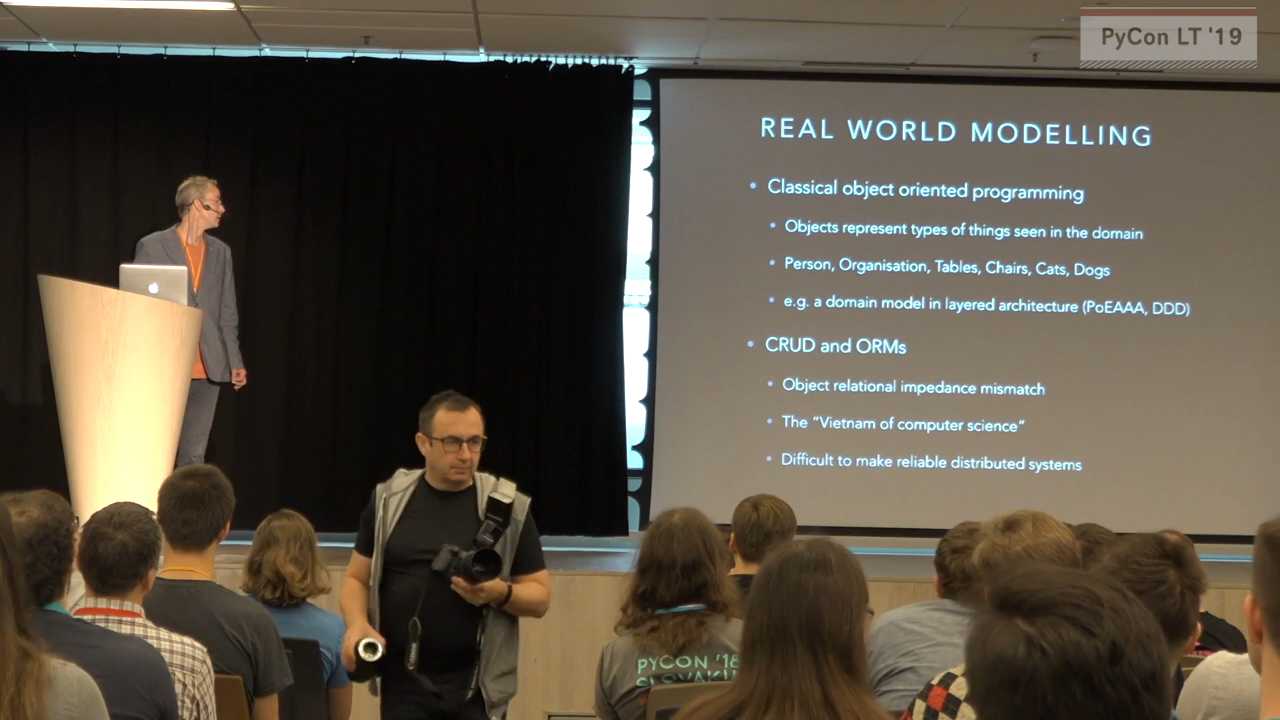 PyCon LT '19
REAL WORLD MODELLING
• Classical object oriented programming
• Objects represent types of things seen in the domain
• Person, Organisation, Tables, Chairs, Cats, Dogs
• e.g. a domain model in layered architecture (PoEAAA, DDD)
• CRUD and ORMs
• Object relational impedance mismatch
• The “Vietnam of computer science”
• Difficult to make reliable distributed systems
PYCON '18
SLOVAK